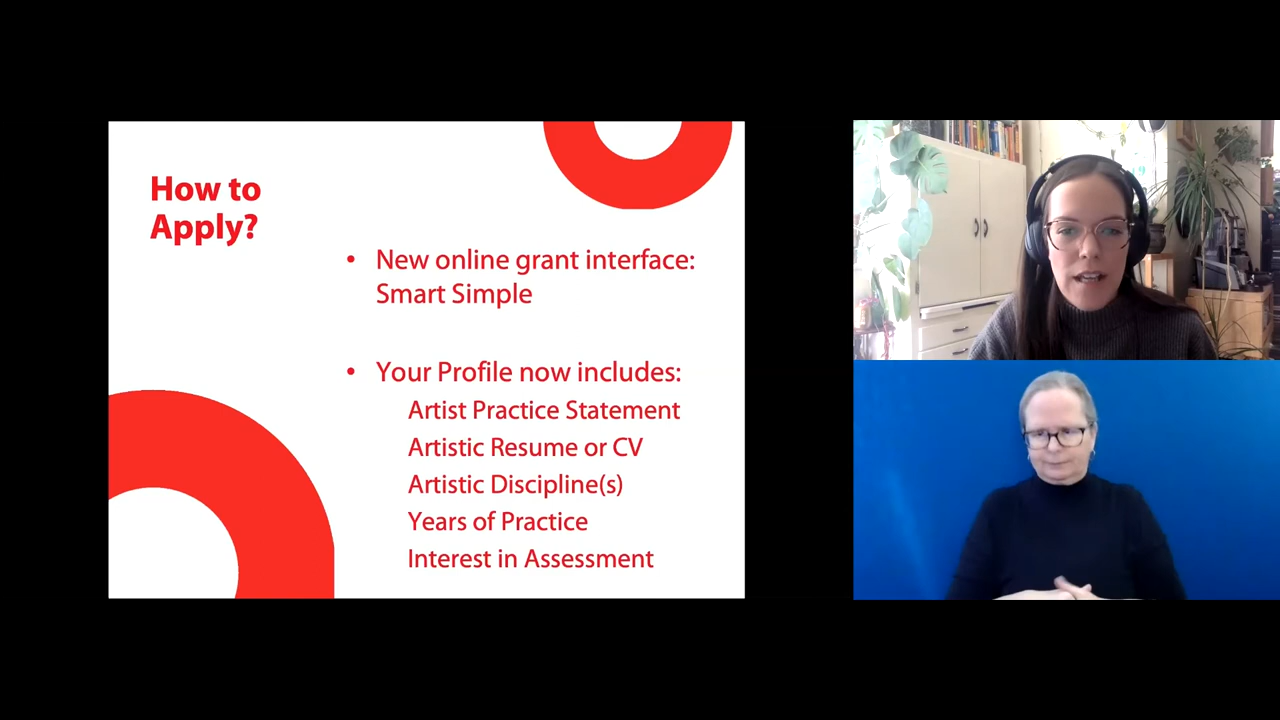 How to
Apply?
• New online grant interface:
Smart Simple
• Your Profile now includes:
Artist Practice Statement
Artistic Resume or CV
Artistic Discipline(s)
Years of Practice
Interest in Assessment